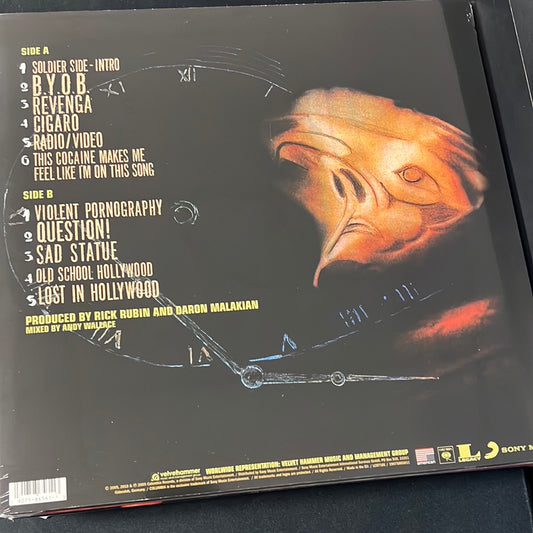 SIDE A
1 SOLDIER SIDE - INTRO
2 B.Y.O.B.
3 REVENGA
4 CIGARO
5 RADIO/VIDEO
6 THIS COCAINE MAKES ME
FEEL LIKE I'M ON THIS SONG
SIDE B
1 VIOLENT PORNOGRAPHY
2 QUESTION!
3 SAD STATUE
4 OLD SCHOOL HOLLYWOOD
5 LOST IN HOLLYWOOD
PRODUCED BY RICK RUBIN AND DARON MALAKIAN
MIXED BY ANDY WALLACE
XII
XI
velvethammer
WORLDWIDE REPRESENTATION: VELVET HAMMER MUSIC AND MANAGEMENT GROUP
LEGACY
SONY M